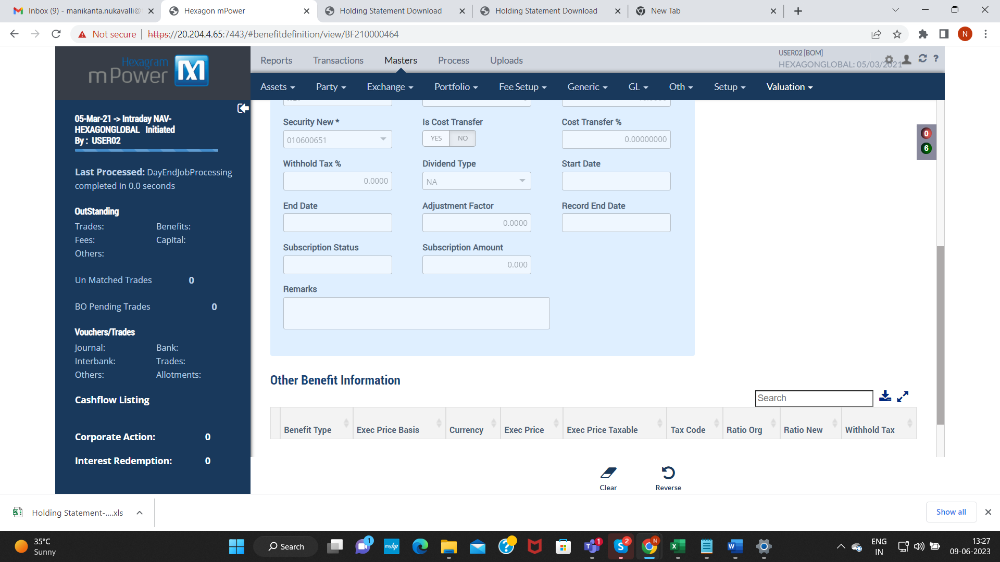 Inbox (9) - manikanta.nukavalli@
Hexagon mPower
Holding Statement Download
Holding Statement Download
New Tab
Not secure
https://20.204.4.65:7443/#benefitdefinition/view/BF210000464
N
Hexagram
mPower
Reports
Transactions
Masters
Process
Uploads
USER02 [BOM]
HEXAGONGLOBAL: 05/03/2021
?
Assets
Party
Exchange
Portfolio
Fee Setup
Generic
GL
Oth
Setup
Valuation
05-Mar-21 -> Intraday NAV-
HEXAGONGLOBAL Initiated
By : USER02
Last Processed: DayEndJobProcessing
completed in 0.0 seconds
OutStanding
Trades:
Benefits:
Fees:
Capital:
Others:
Un Matched Trades 0
BO Pending Trades 0
Vouchers/Trades
Journal:
Bank:
Interbank:
Trades:
Others:
Allotments:
Cashflow Listing
Corporate Action: 0
Interest Redemption: 0
Security New *
Is Cost Transfer
Cost Transfer %
010600651
YES
NO
0.00000000
Withhold Tax %
Dividend Type
Start Date
0.0000
NA
End Date
Adjustment Factor
Record End Date
0.0000
Subscription Status
Subscription Amount
0.000
Remarks
0
6
Other Benefit Information
Search
Benefit Type
Exec Price Basis
Currency
Exec Price
Exec Price Taxable
Tax Code
Ratio Org
Ratio New
Withhold Tax
Clear
Reverse
Holding Statement-....xls
Show all
35°C
Sunny
Search
1
myhp
1
2
N
ENG
IN
13:27
09-06-2023